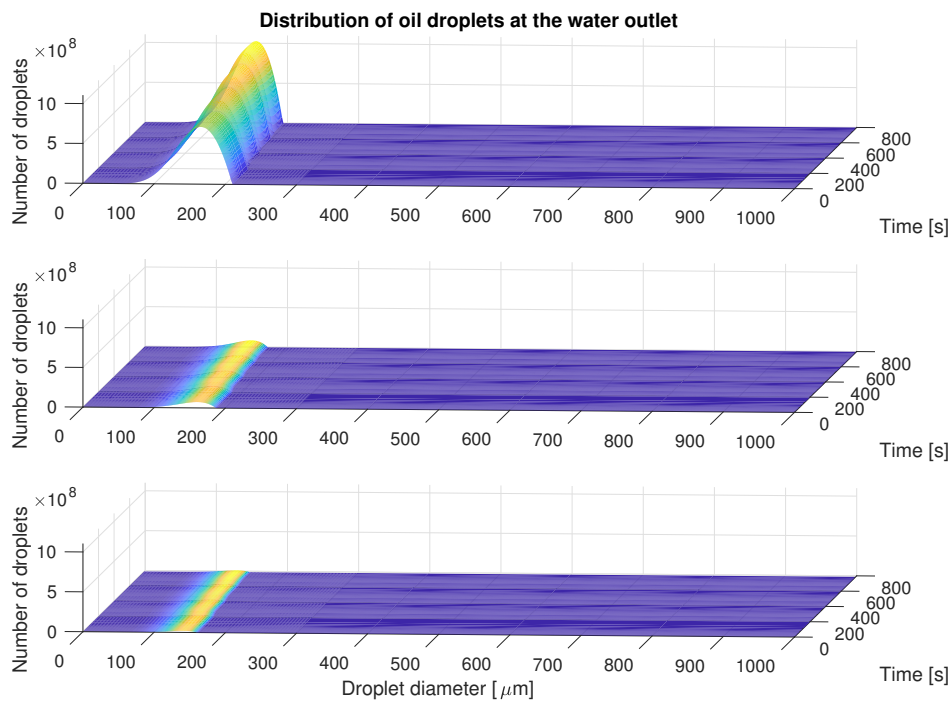 Distribution of oil droplets at the water outlet
×10 8
Number of droplets
10
5
0
0 100 200 300 400 500 600 700 800 900 1000
0 200 400 600 800
Time [s]
×10 8
Number of droplets
10
5
0
0 100 200 300 400 500 600 700 800 900 1000
0 200 400 600 800
Time [s]
×10 8
Number of droplets
10
5
0
0 100 200 300 400 500 600 700 800 900 1000
0 200 400 600 800
Time [s]
Droplet diameter [μm]